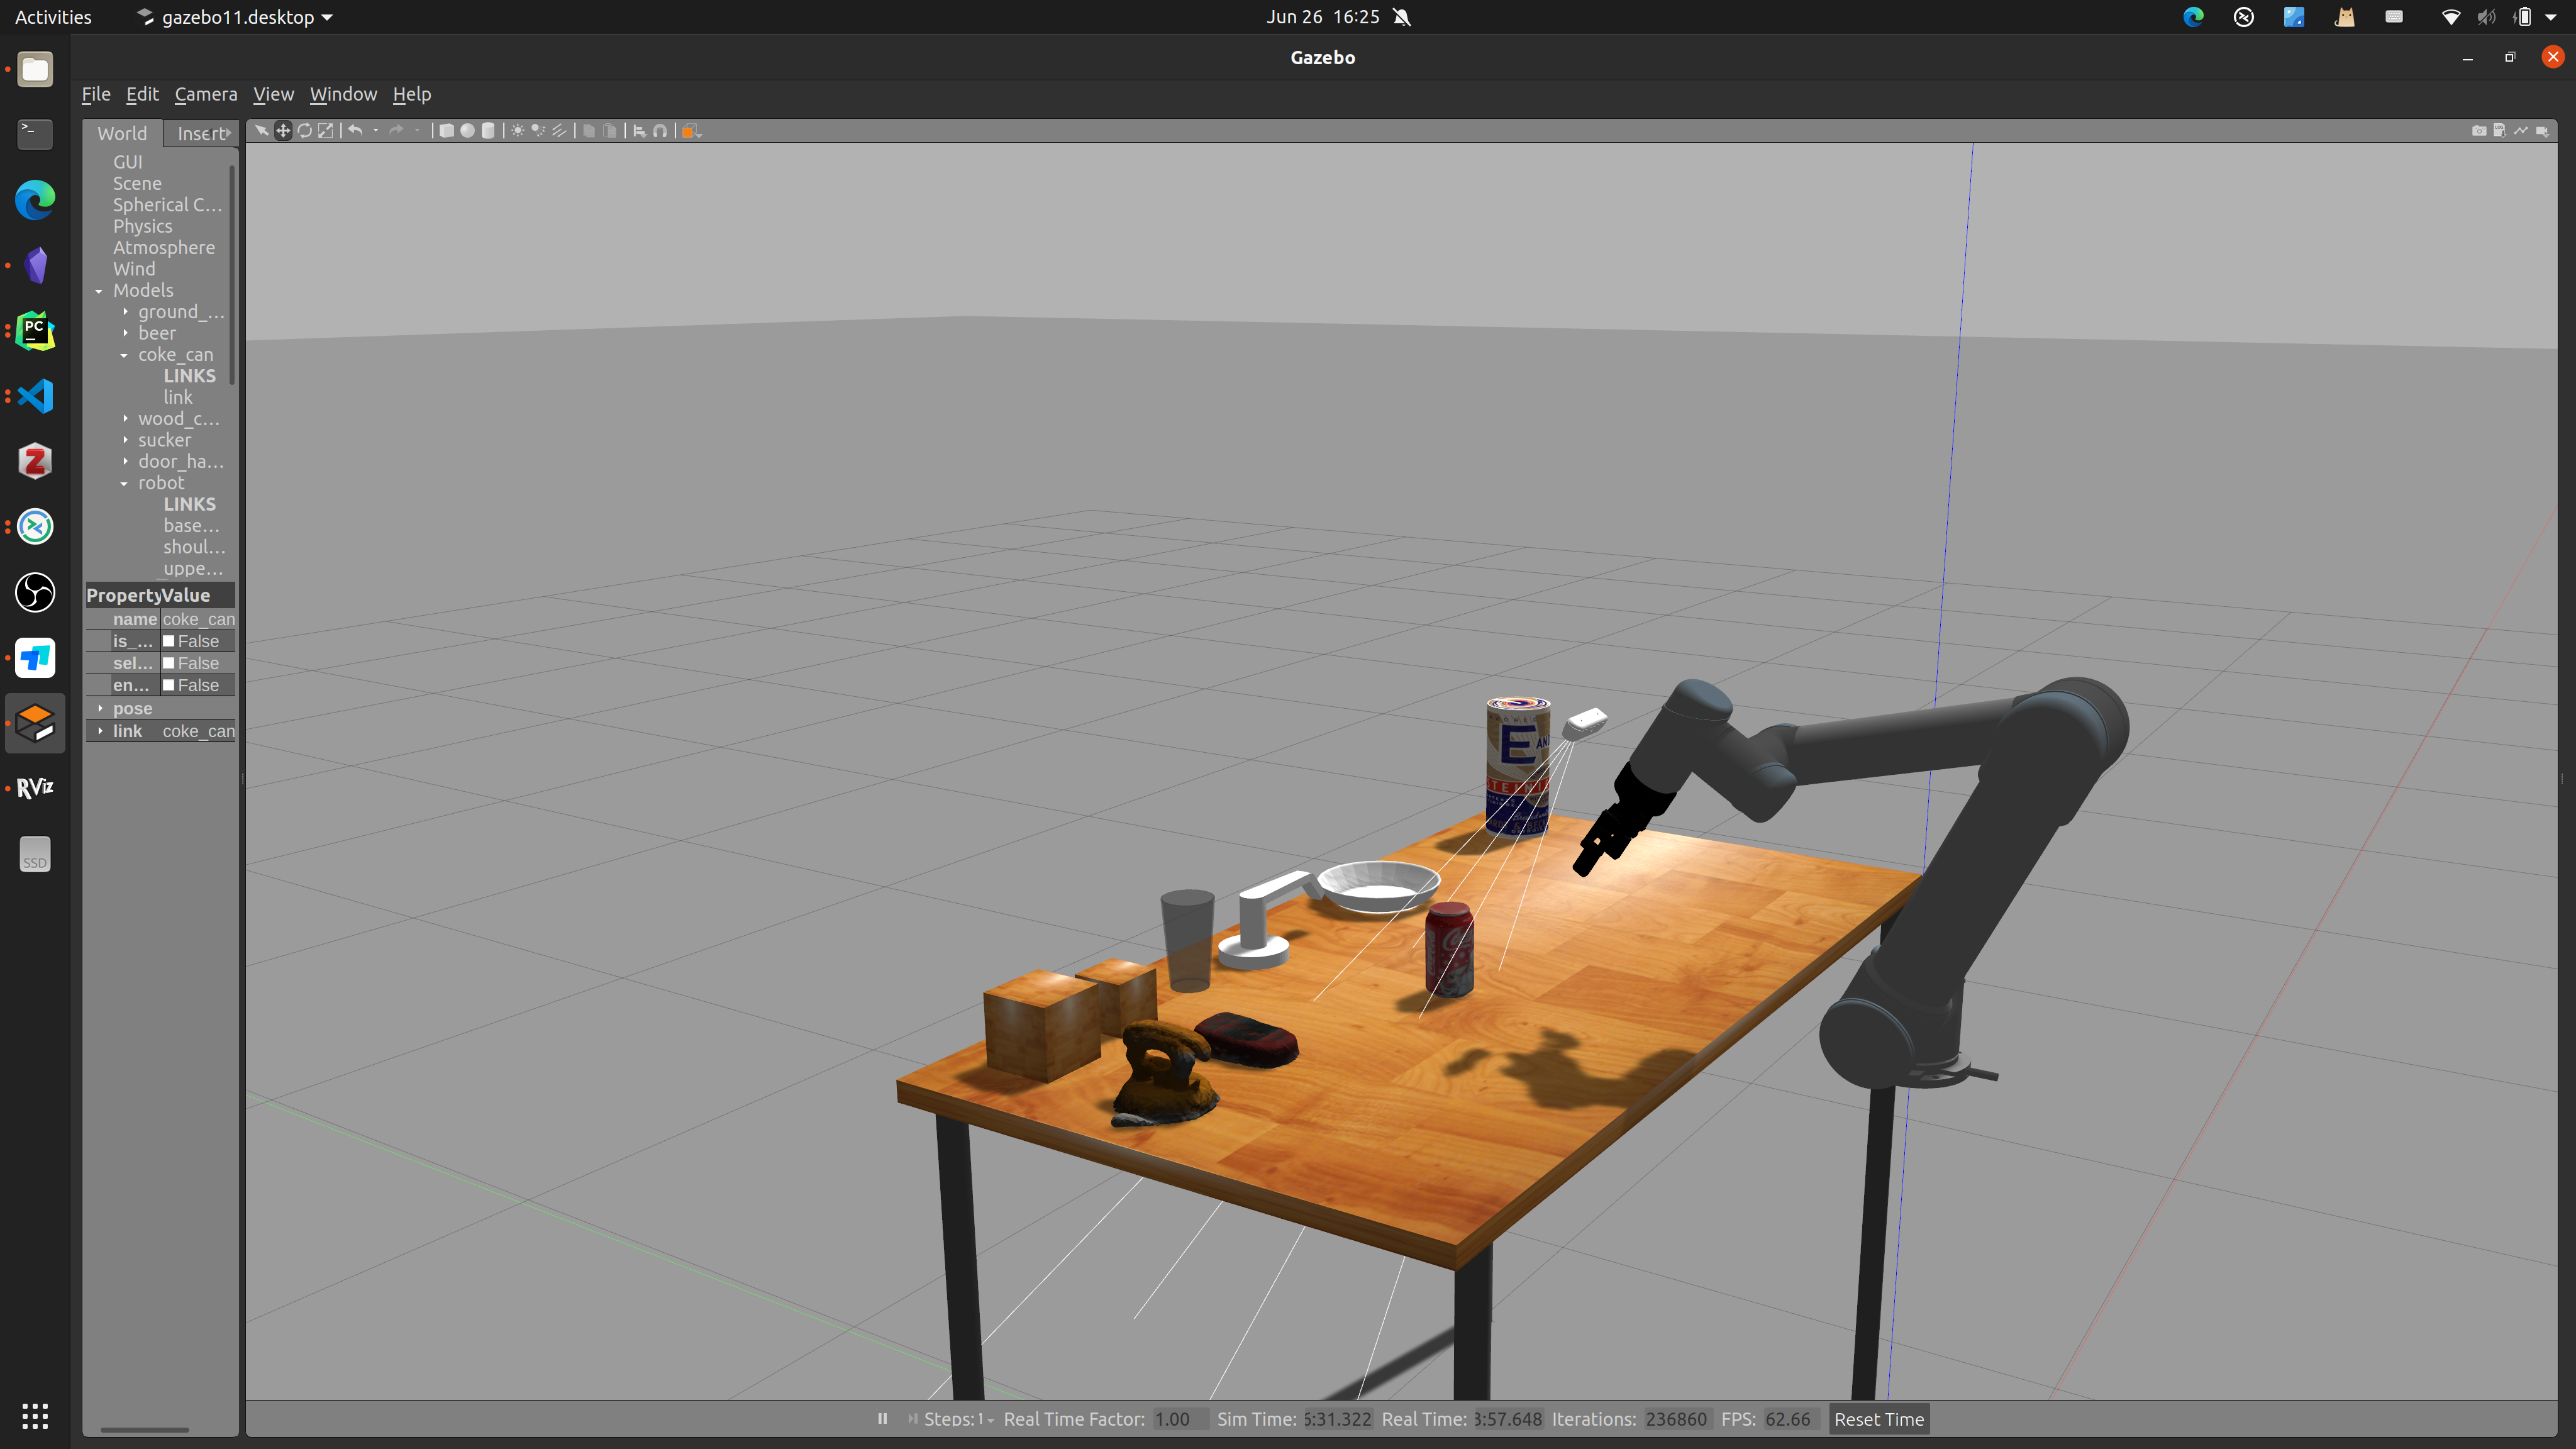 Activities
gazebo11.desktop
Jun 26 16:25
Gazebo
File Edit Camera View Window Help
World Insert
GUI
Scene
Spherical C...
Physics
Atmosphere
Wind
Models
ground_...
beer
coke_can
LINKS
link
wood_c...
sucker
door_ha...
robot
LINKS
base...
shoul...
uppe...
Property Value
name coke_can
is_... False
sel... False
en... False
pose
link coke_can
PC
Z
RViz
SSD
E
AN
Steps: 1 Real Time Factor: 1.00 Sim Time: 6:31.322 Real Time: 3:57.648 Iterations: 236860 FPS: 62.66 Reset Time